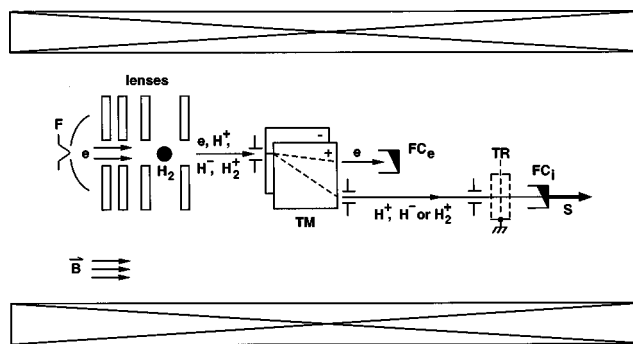 lenses
F
e
H₂
e, H⁺,
H⁻, H₂⁺
-
+
e
FCₑ
TM
H⁺, H⁻ or H₂⁺
TR
FCᵢ
S
B⃗